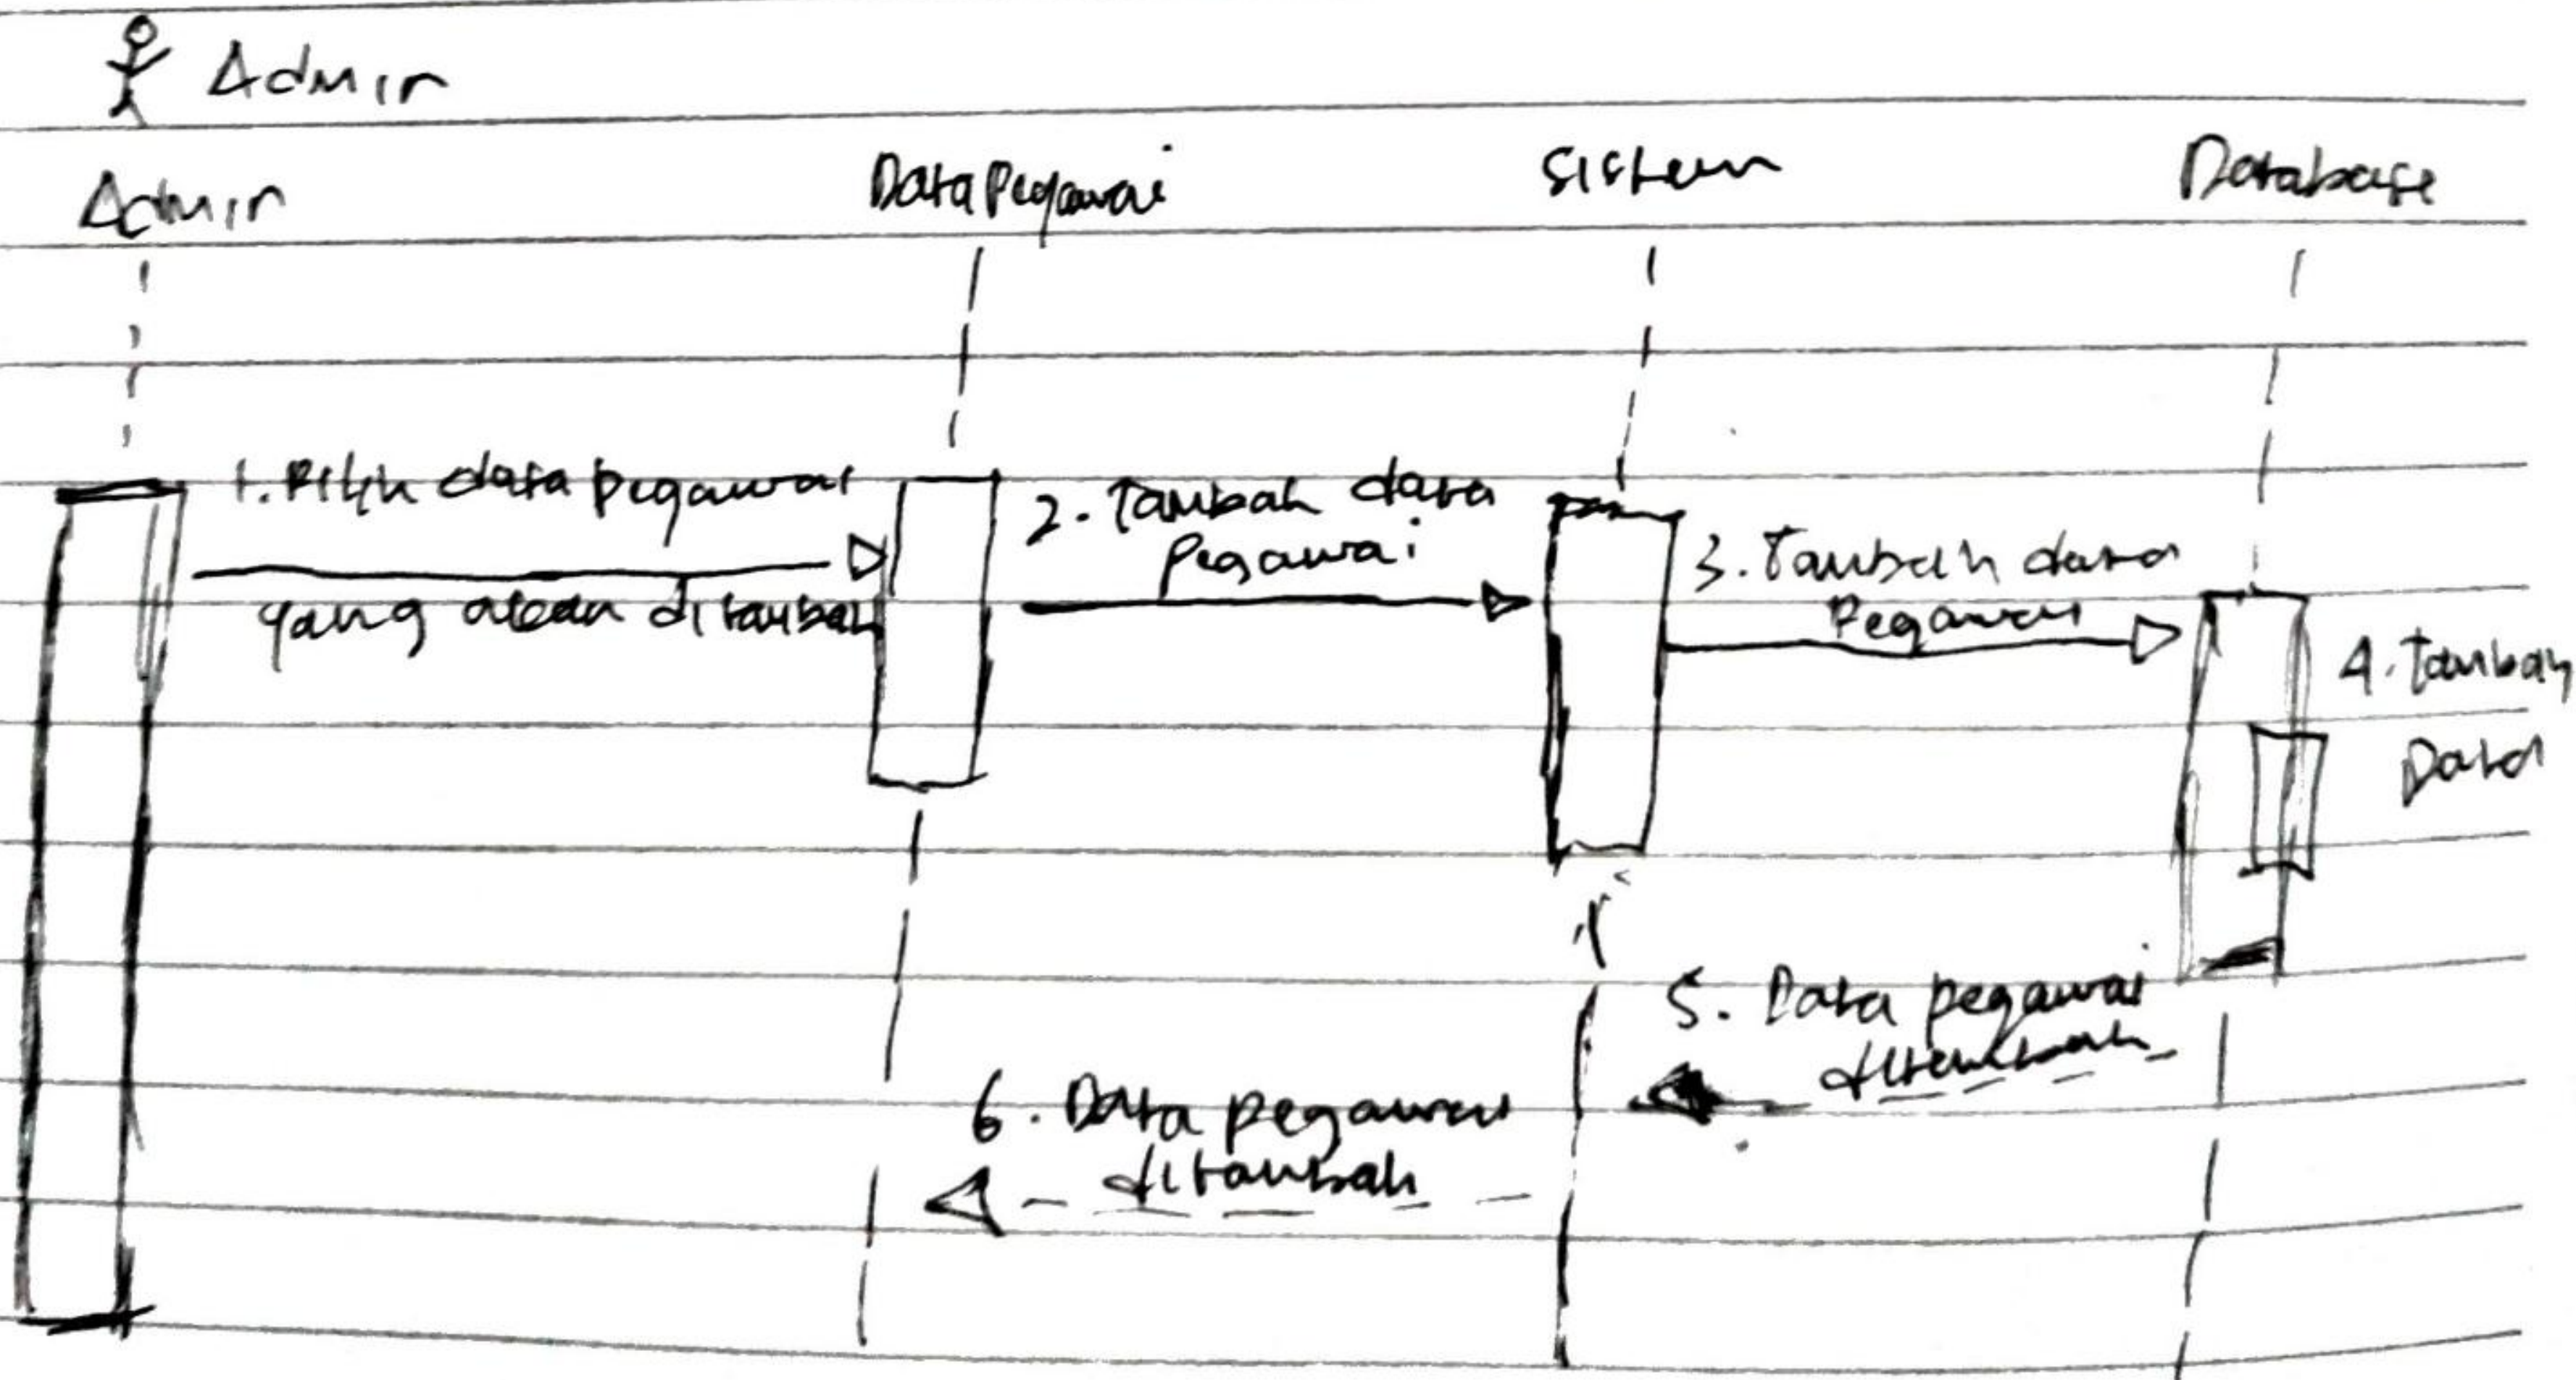 Admin
Admin
Data Pegawai
Sistem
Database
1. Pilih data pegawai
yang akan ditambah
2. Tambah data
Pegawai
3. Tambah data
Pegawai
4. Tambah
Data
5. Data pegawai
ditambah
6. Data pegawai
ditambah